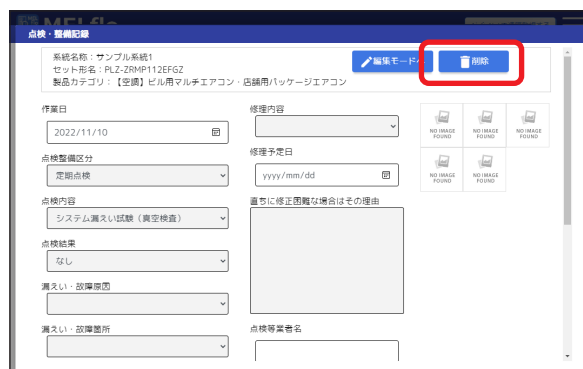 点検・整備記録
系統名称：サンプル系統1
セット形名：PLZ-ZRMP112EFGZ
製品カテゴリ：【空調】ビル用マルチエアコン・店舗用パッケージエアコン
編集モードへ
削除
作業日
2022/11/10
点検整備区分
定期点検
点検内容
システム漏えい試験（真空検査）
点検結果
なし
漏えい・故障原因
漏えい・故障箇所
修理内容
修理予定日
yyyy/mm/dd
直ちに修正困難な場合はその理由
点検等業者名
NO IMAGE
FOUND
NO IMAGE
FOUND
NO IMAGE
FOUND
NO IMAGE
FOUND
NO IMAGE
FOUND